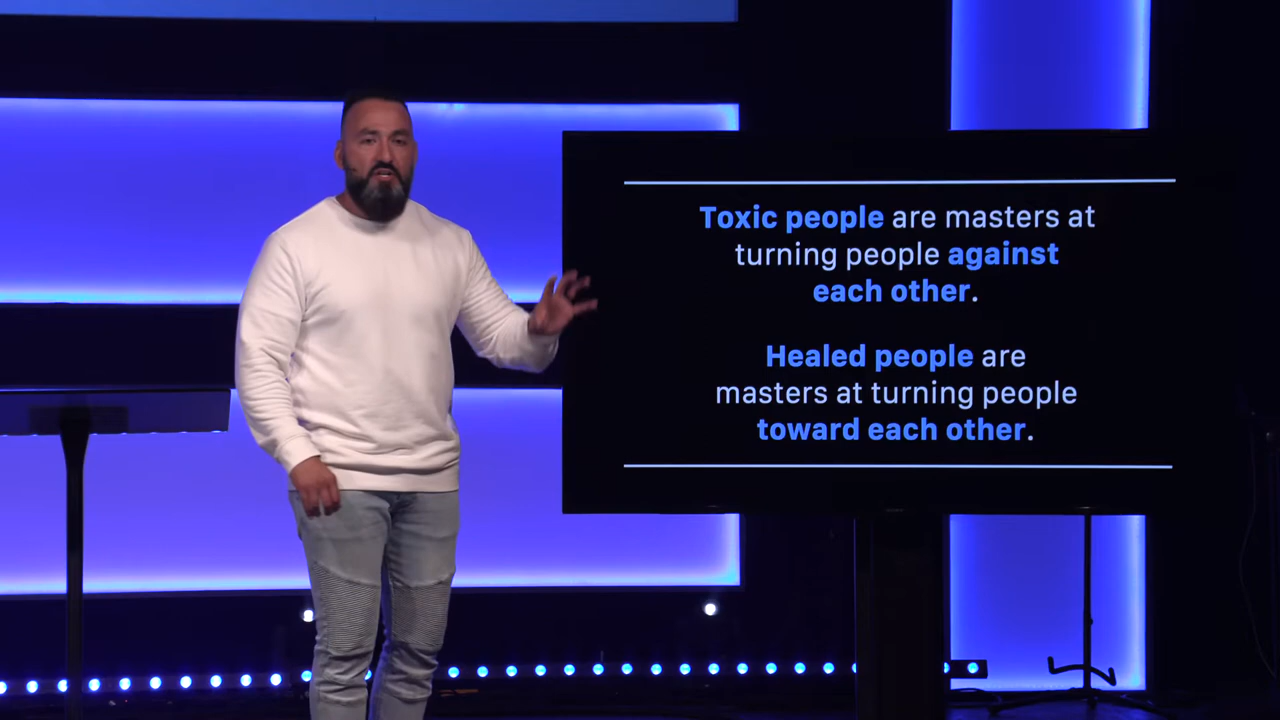 Toxic people are masters at
turning people against
each other.
Healed people are
masters at turning people
toward each other.